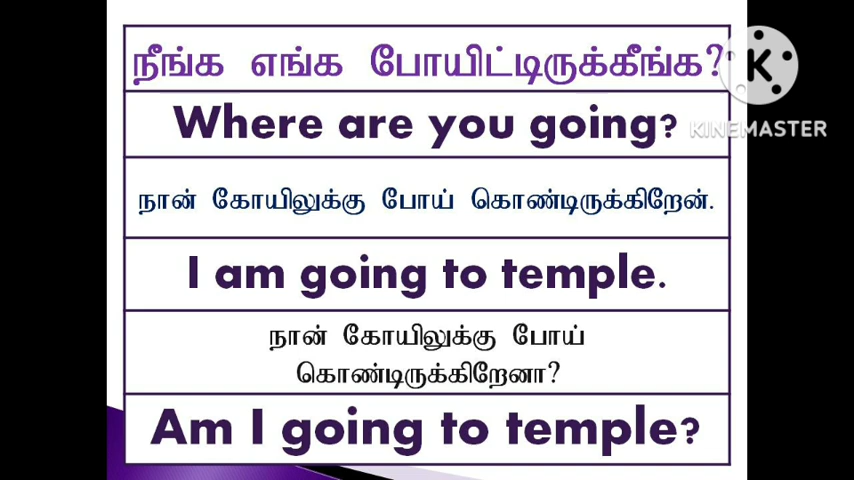 நீங்க எங்க போயிட்டிருக்கீங்க?
Where are you going?
நான் கோயிலுக்கு போய் கொண்டிருக்கிறேன்.
I am going to temple.
நான் கோயிலுக்கு போய்
கொண்டிருக்கிறேனா?
Am I going to temple?
K
KINEMASTER